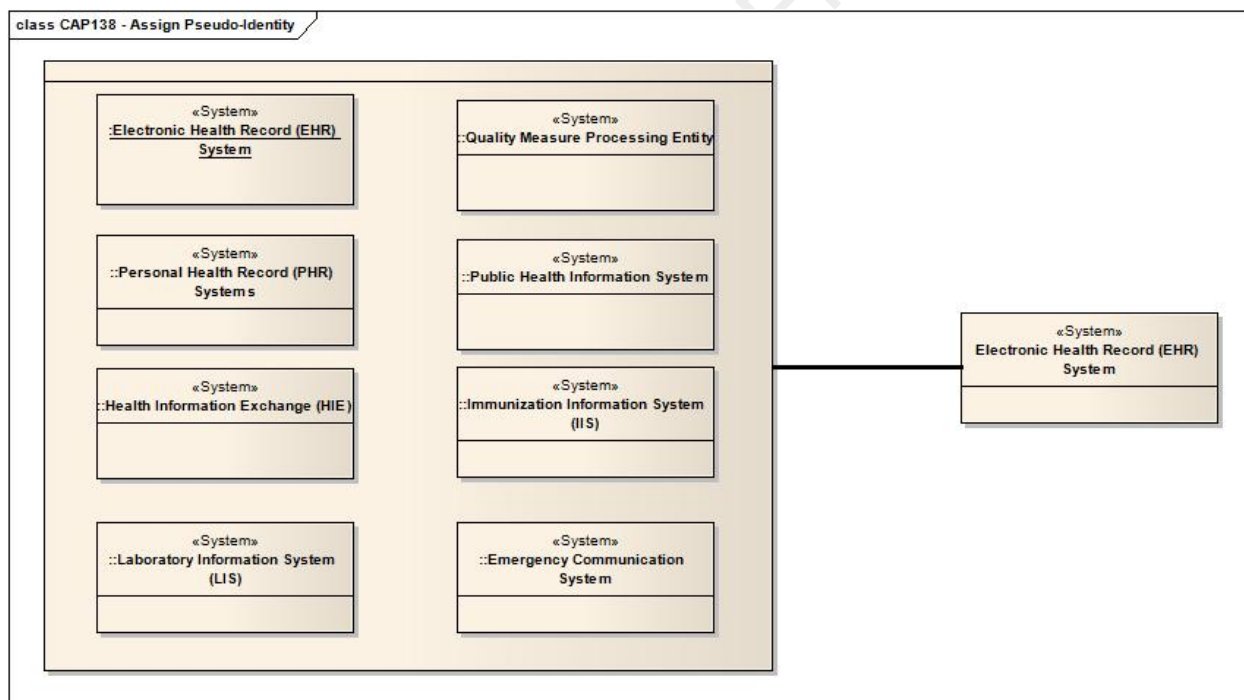 class CAP138 - Assign Pseudo-Identity
«System»
:Electronic Health Record (EHR)
System
«System»
::Quality Measure Processing Entity
«System»
::Personal Health Record (PHR)
Systems
«System»
::Public Health Information System
«System»
::Health Information Exchange (HIE)
«System»
::Immunization Information System
(IIS)
«System»
::Laboratory Information System
(LIS)
«System»
::Emergency Communication
System
«System»
Electronic Health Record (EHR)
System